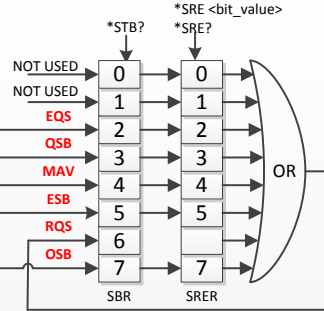 *SRE <bit_value>
*STB? *SRE?
NOT USED 0 0
NOT USED 1 1
EQS 2 2
QSB 3 3
MAV 4 4 OR
ESB 5 5
RQS 6
OSB 7 7
SBR SRER